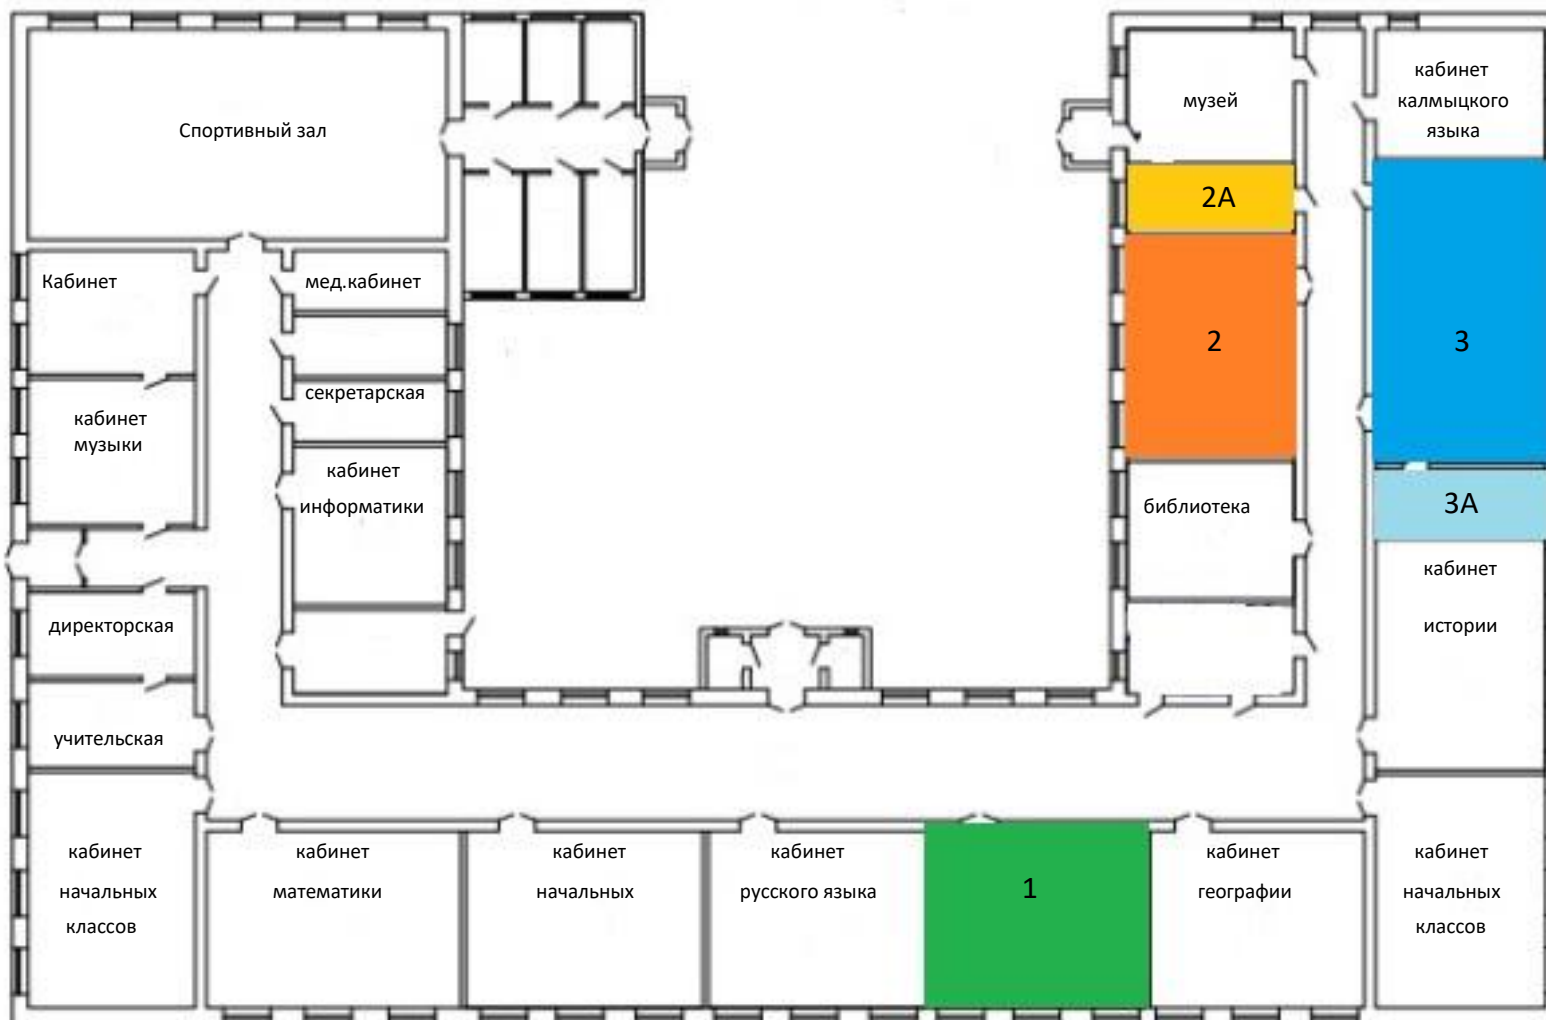 Спортивный зал
музей
кабинет
калмыцкого
языка
2А
Кабинет
мед.кабинет
2
3
секретарская
кабинет
музыки
кабинет
информатики
библиотека
3А
кабинет
истории
директорская
учительская
кабинет
начальных
классов
кабинет
математики
кабинет
начальных
кабинет
русского языка
1
кабинет
географии
кабинет
начальных
классов